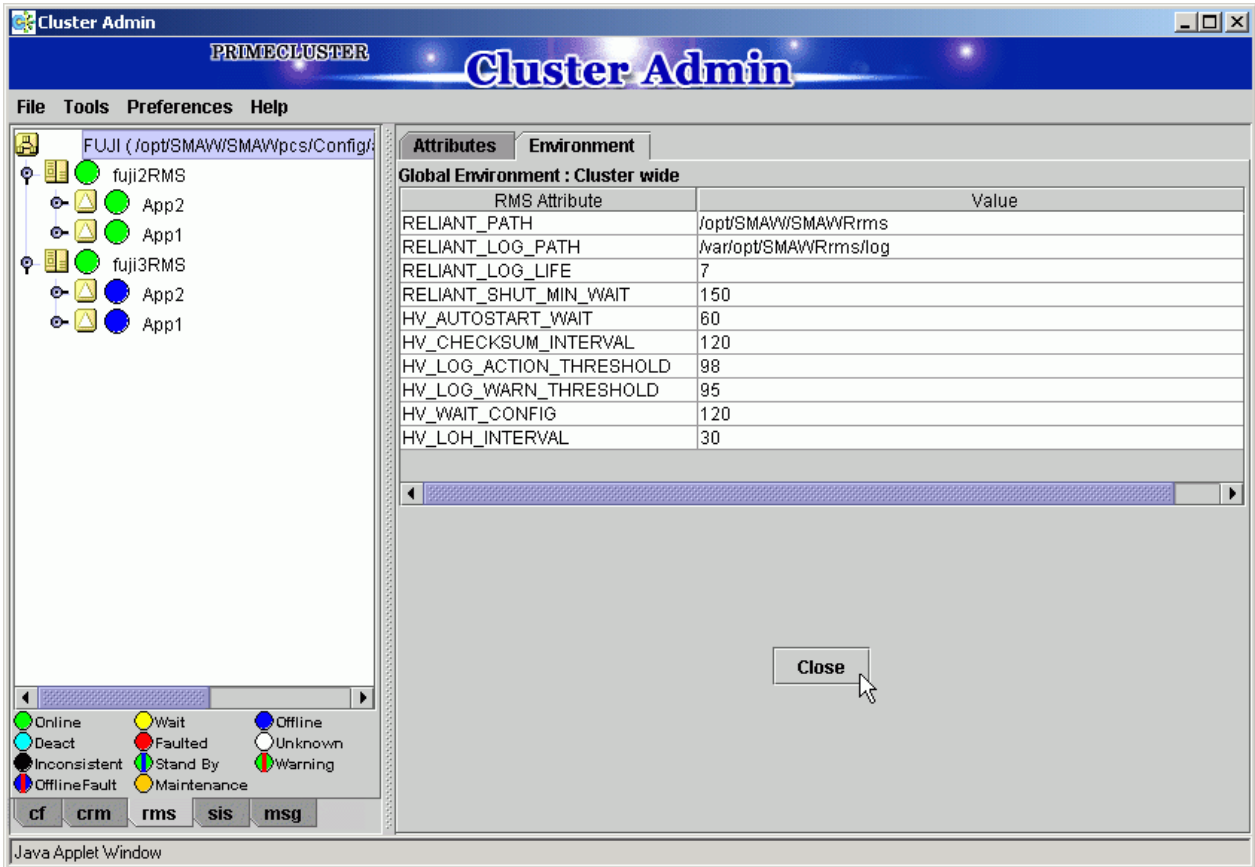 Cluster Admin
PRIMECLUSTER
Cluster Admin
File Tools Preferences Help
FUJI ( /opt/SMAW/SMAWpcs/Config/
fuji2RMS
App2
App1
fuji3RMS
App2
App1
Online Wait Offline
Deact Faulted Unknown
Inconsistent Stand By Warning
OfflineFault Maintenance
cf crm rms sis msg
Attributes Environment
Global Environment : Cluster wide
RMS Attribute Value
RELIANT_PATH /opt/SMAW/SMAWRrms
RELIANT_LOG_PATH /var/opt/SMAWRrms/log
RELIANT_LOG_LIFE 7
RELIANT_SHUT_MIN_WAIT 150
HV_AUTOSTART_WAIT 60
HV_CHECKSUM_INTERVAL 120
HV_LOG_ACTION_THRESHOLD 98
HV_LOG_WARN_THRESHOLD 95
HV_WAIT_CONFIG 120
HV_LOH_INTERVAL 30
Close
Java Applet Window